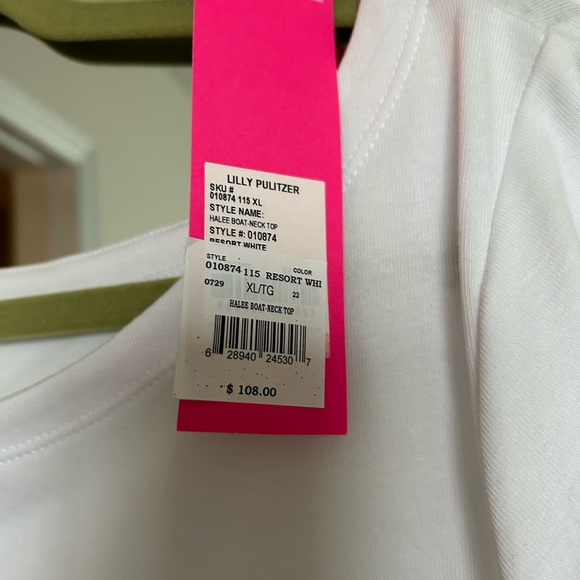 LILLY PULITZER
SKU #
010874 115 XL
STYLE NAME:
HALEE BOAT-NECK TOP
STYLE #: 010874
RESORT WHITE
STYLE COLOR
010874 115 RESORT WHI
0729 XL/TG 22
HALEE BOAT-NECK TOP
6 28940 24530 7
$ 108.00